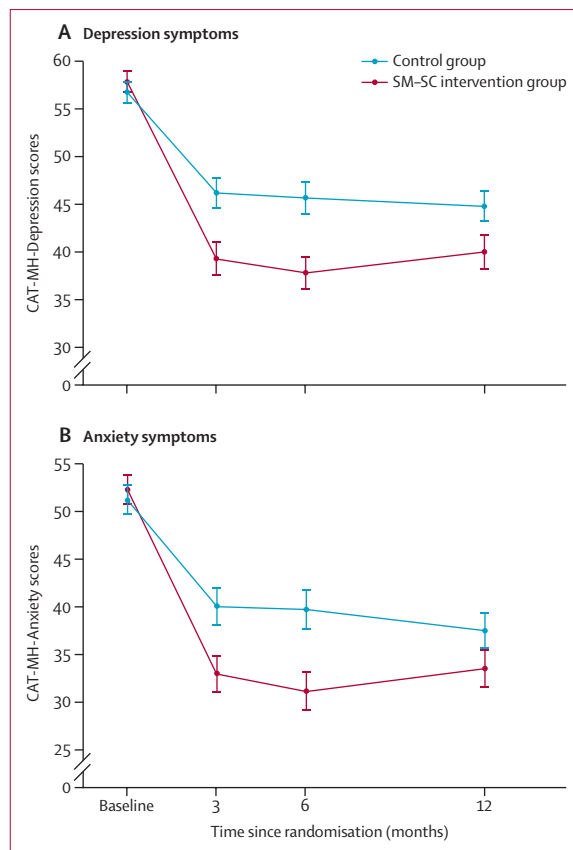 A Depression symptoms
Control group
SM–SC intervention group
CAT-MH-Depression scores
60
55
50
45
40
35
30
0
B Anxiety symptoms
CAT-MH-Anxiety scores
55
50
45
40
35
30
25
0
Baseline 3 6 12
Time since randomisation (months)